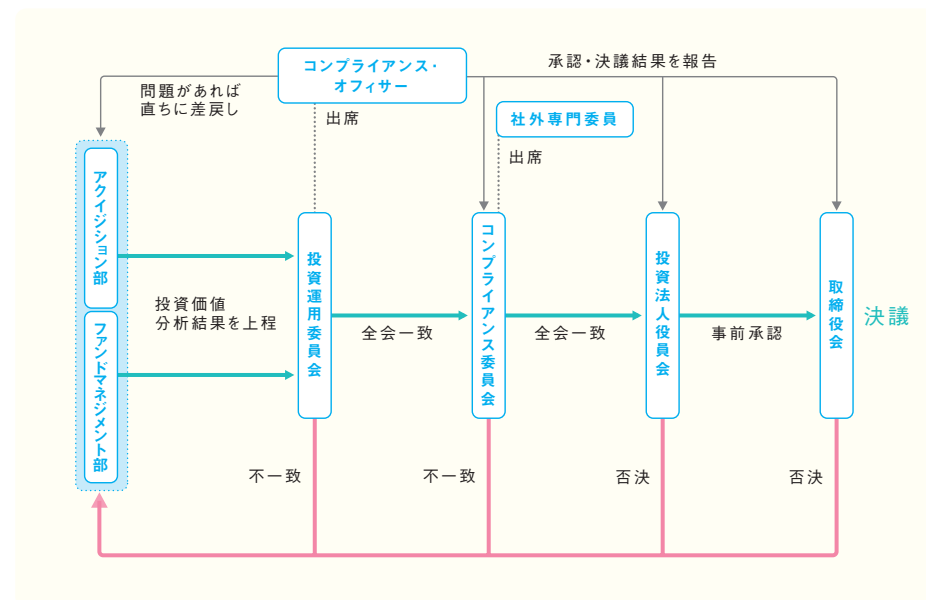 コンプライアンス・
オフィサー
承認・決議結果を報告
問題があれば
直ちに差戻し
出席
社外専門委員
出席
アクイジション部
ファンドマネジメント部
投資価値
分析結果を上程
投資運用委員会
全会一致
コンプライアンス委員会
全会一致
投資法人役員会
事前承認
取締役会
決議
不一致
不一致
否決
否決